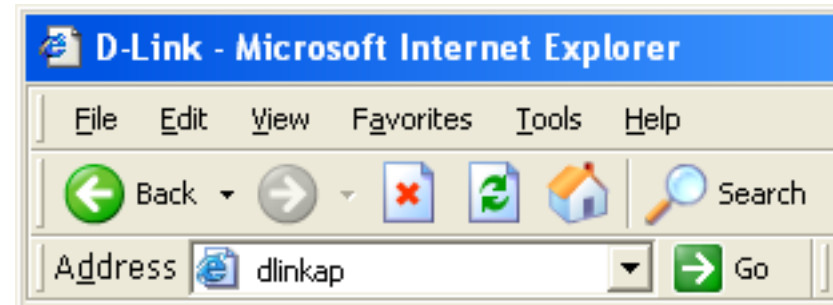 D-Link - Microsoft Internet Explorer
File Edit View Favorites Tools Help
Back Search
Address dlinkap Go